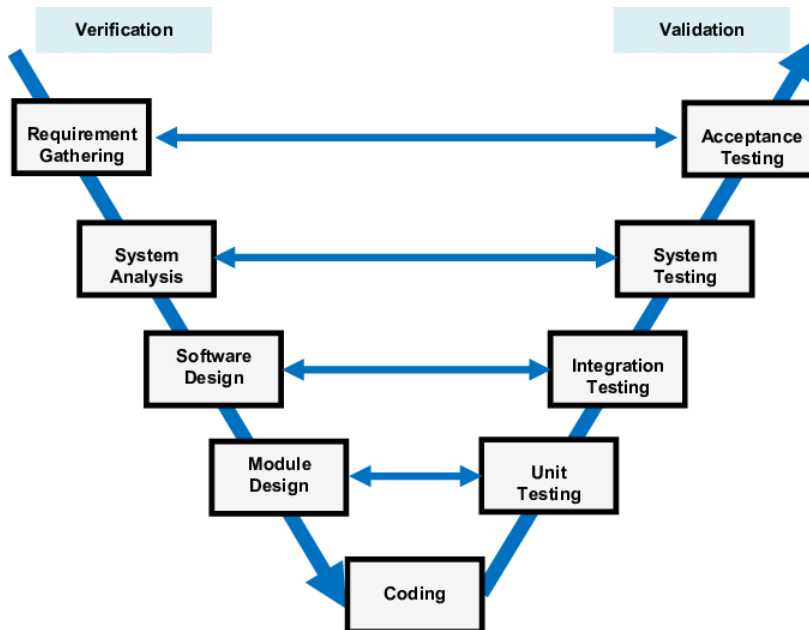 Verification
Validation
Requirement
Gathering
Acceptance
Testing
System
Analysis
System
Testing
Software
Design
Integration
Testing
Module
Design
Unit
Testing
Coding